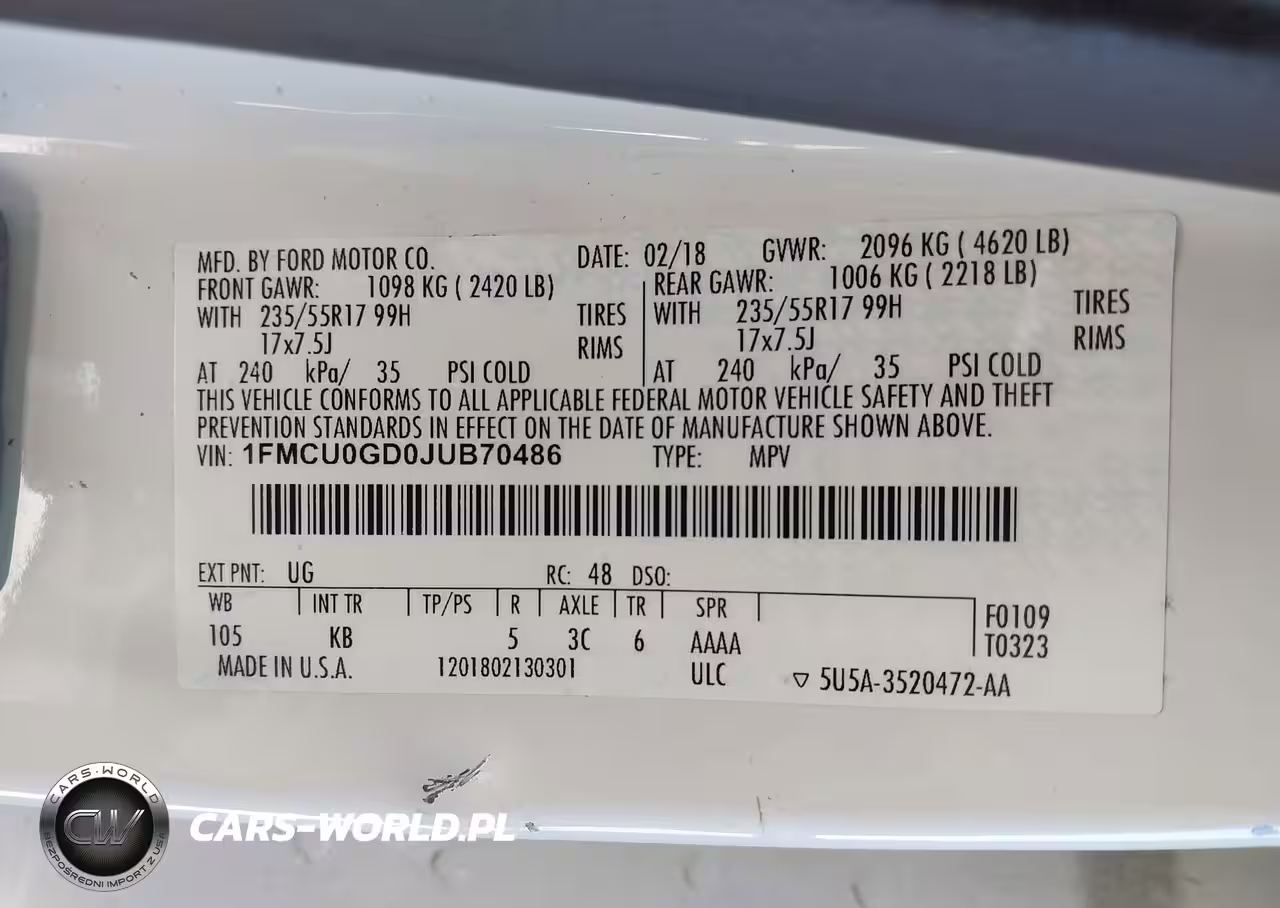 MFD. BY FORD MOTOR CO. DATE: 02/18 GVWR: 2096 KG ( 4620 LB)
FRONT GAWR: 1098 KG ( 2420 LB) REAR GAWR: 1006 KG ( 2218 LB)
WITH 235/55R17 99H TIRES WITH 235/55R17 99H TIRES
17x7.5J RIMS 17x7.5J RIMS
AT 240 kPa/ 35 PSI COLD AT 240 kPa/ 35 PSI COLD
THIS VEHICLE CONFORMS TO ALL APPLICABLE FEDERAL MOTOR VEHICLE SAFETY AND THEFT
PREVENTION STANDARDS IN EFFECT ON THE DATE OF MANUFACTURE SHOWN ABOVE.
VIN: 1FMCU0GD0JUB70486 TYPE: MPV
EXT PNT: UG RC: 48 DSO:
WB INT TR TP/PS R AXLE TR SPR F0109
105 KB 5 3C 6 AAAA T0323
MADE IN U.S.A. 1201802130301 ULC ▽ 5U5A-3520472-AA
CARS-WORLD
CW
BEZPOŚREDNI IMPORT Z USA
CARS-WORLD.PL